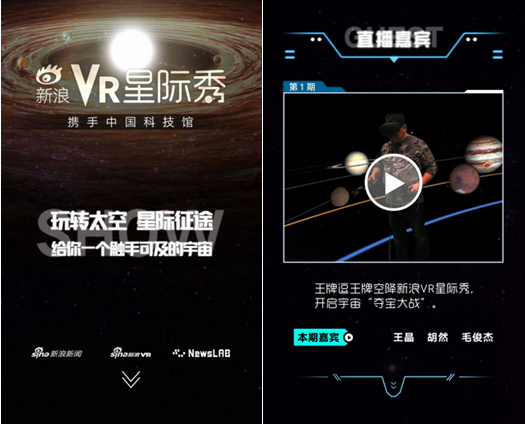 新浪
VR星际秀
携手中国科技馆
SHOW
玩转太空 星际征途
给你一个触手可及的宇宙
sina 新浪新闻
sina 新浪VR
NewsLAB
GUEST
直播嘉宾
第1期
王牌逗王牌空降新浪VR星际秀,
开启宇宙“夺宝大战”。
本期嘉宾
王晶 胡然 毛俊杰